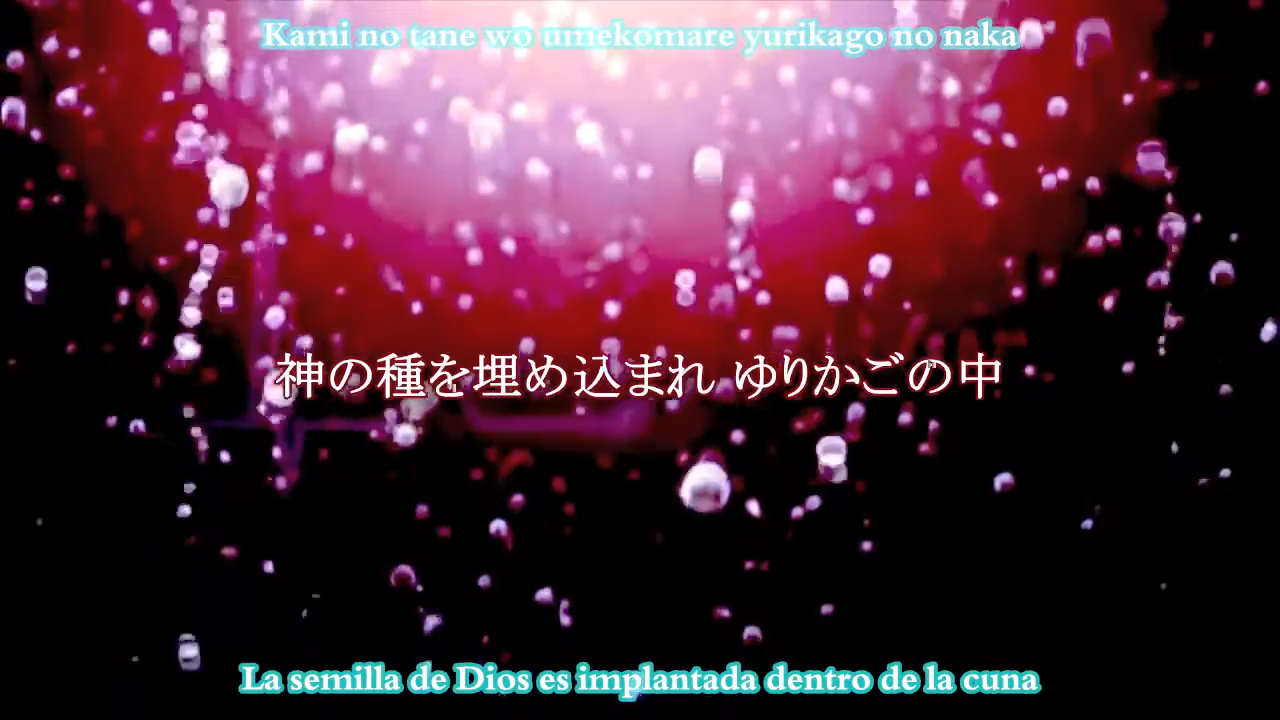 Kami no tane wo umekomare yurikago no naka
神の種を埋め込まれ ゆりかごの中
La semilla de Dios es implantada dentro de la cuna